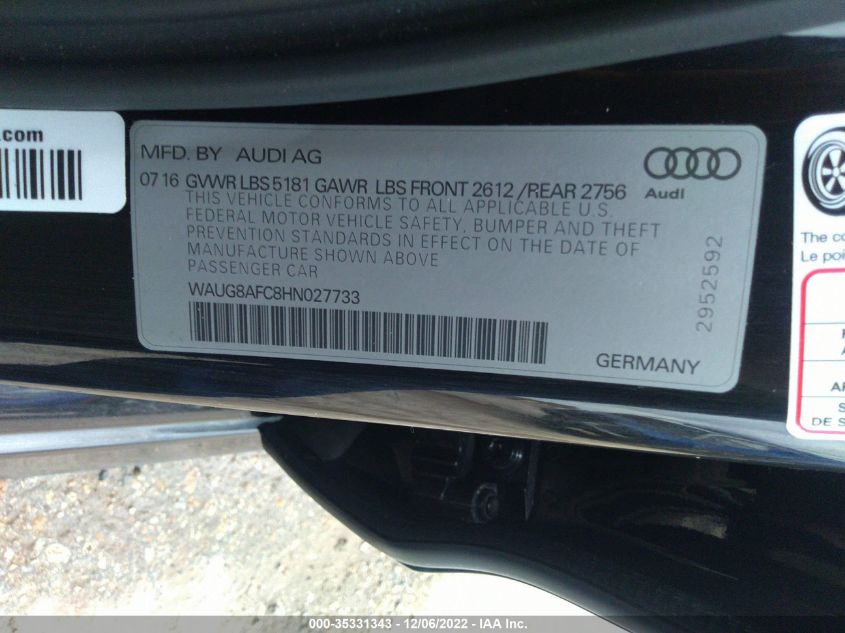 .com
MFD. BY AUDI AG
Audi
07 16 GVWR LBS 5181 GAWR LBS FRONT 2612 /REAR 2756
THIS VEHICLE CONFORMS TO ALL APPLICABLE U.S.
FEDERAL MOTOR VEHICLE SAFETY, BUMPER AND THEFT
PREVENTION STANDARDS IN EFFECT ON THE DATE OF
MANUFACTURE SHOWN ABOVE
PASSENGER CAR
WAUG8AFC8HN027733
GERMANY
2952592
The
Le
DE
000-35331343 - 12/06/2022 - IAA Inc.